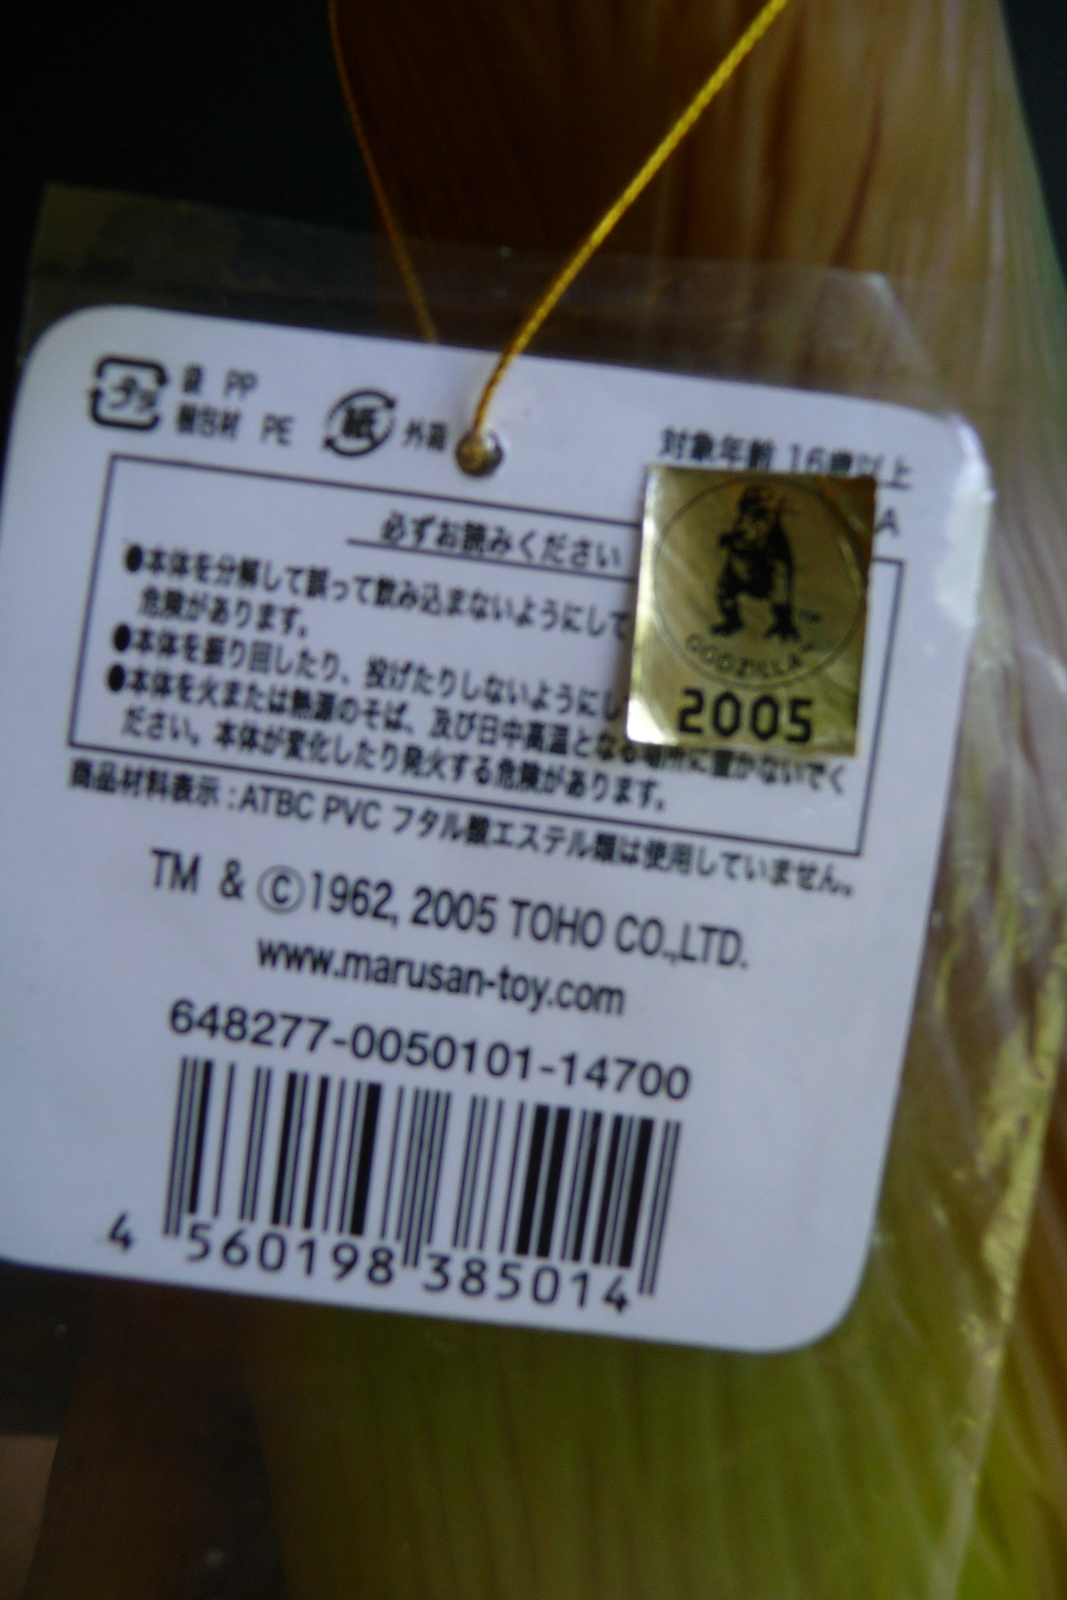 プラ 袋 PP
梱包材 PE
紙 外箱
対象年齢 16歳以上
A
必ずお読みください
●本体を分解して誤って飲み込まないようにして
危険があります。
●本体を振り回したり、投げたりしないようにし
●本体を火または熱源のそば、及び日中高温となる場所に置かないでく
ださい。本体が変化したり発火する危険があります。
商品材料表示:ATBC PVC フタル酸エステル類は使用していません。
GODZILLA™
2005
TM & ©1962, 2005 TOHO CO.,LTD.
www.marusan-toy.com
648277-0050101-14700
4 560198 385014